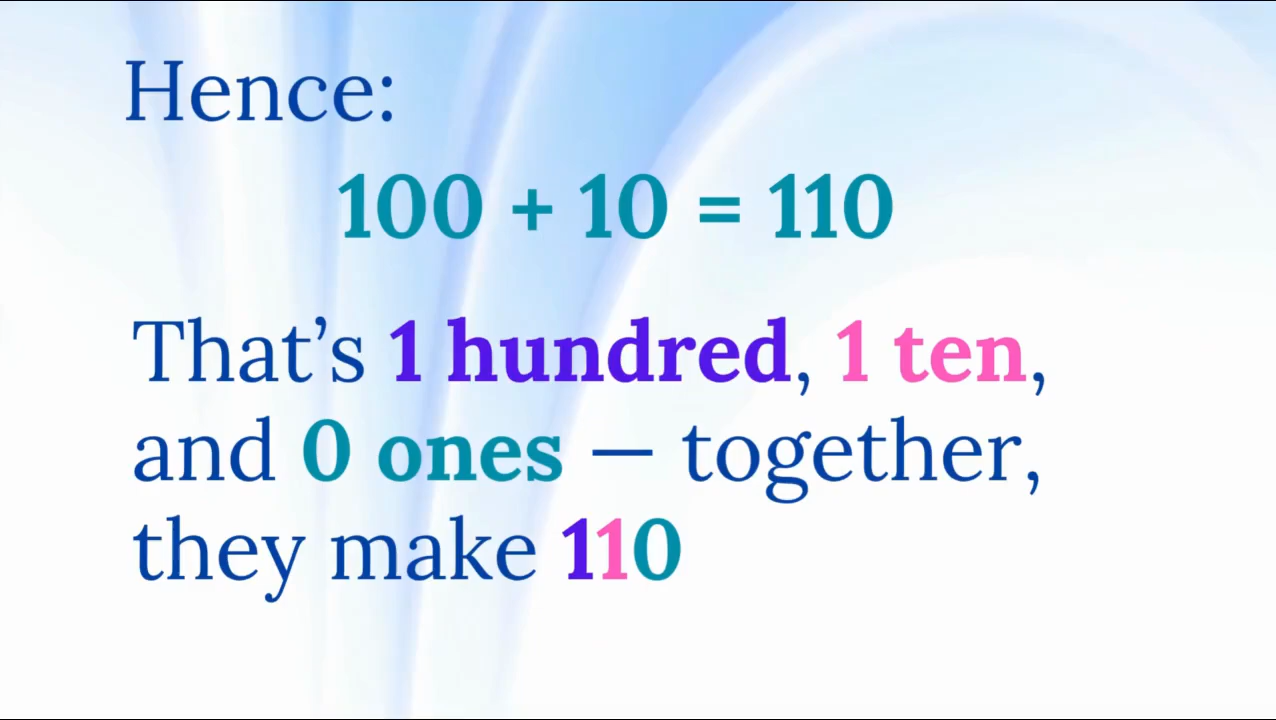 Hence:
100 + 10 = 110
That’s 1 hundred, 1 ten,
and 0 ones — together,
they make 110